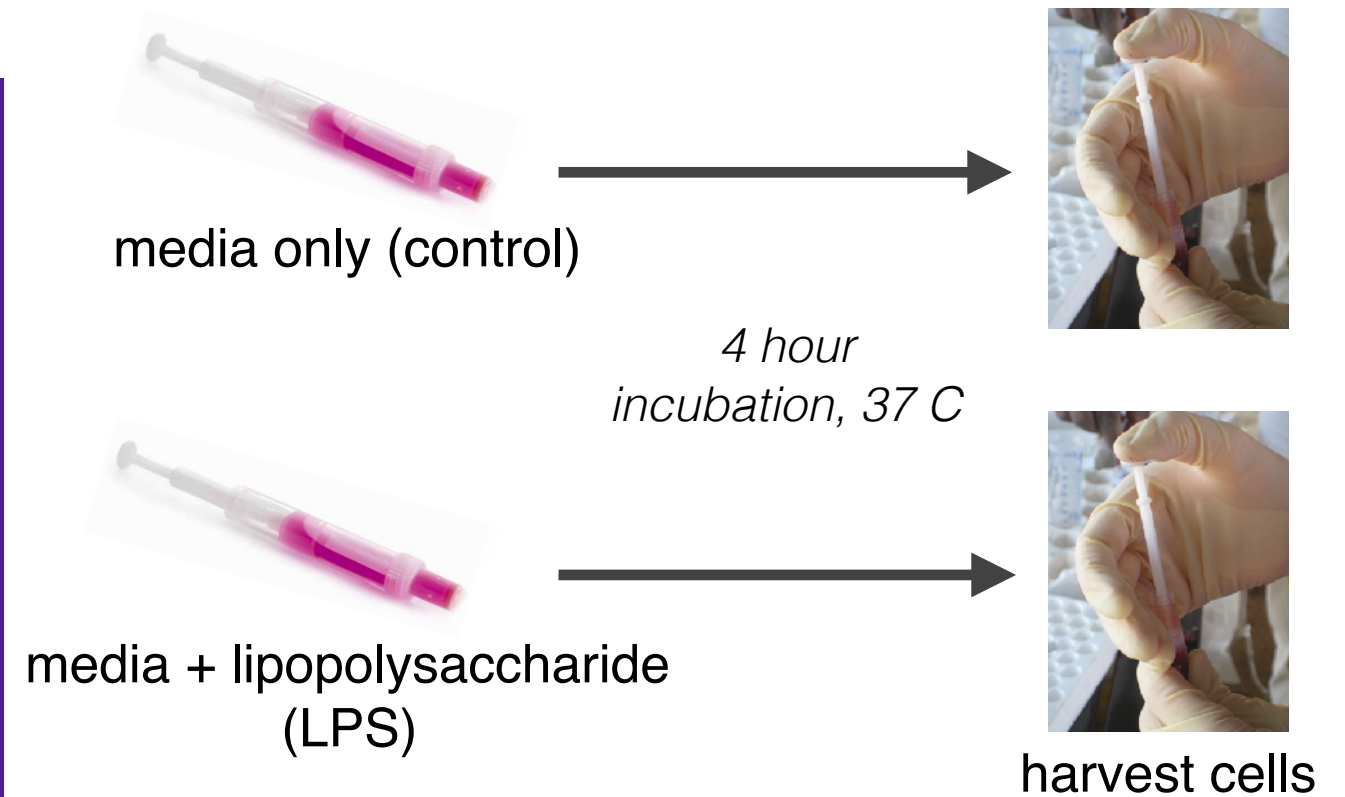 media only (control)
4 hour
incubation, 37 C
media + lipopolysaccharide
(LPS)
harvest cells